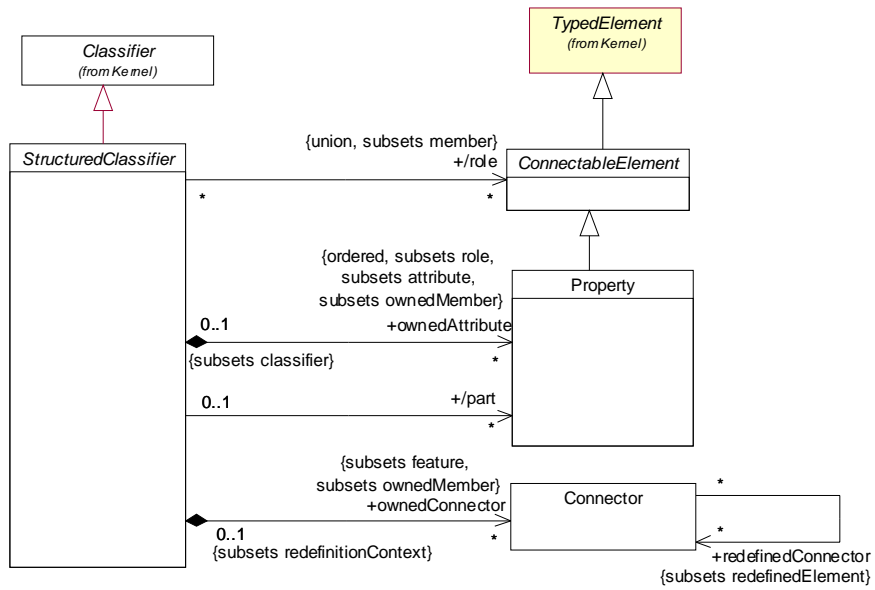 TypedElement
(from Kernel)
Classifier
(from Kernel)
StructuredClassifier
{union, subsets member}
+/role
*
*
ConnectableElement
{ordered, subsets role,
subsets attribute,
subsets ownedMember}
0..1
+ownedAttribute
{subsets classifier}
*
Property
0..1
+/part
*
{subsets feature,
subsets ownedMember}
+ownedConnector
0..1
*
{subsets redefinitionContext}
Connector
*
*
+redefinedConnector
{subsets redefinedElement}